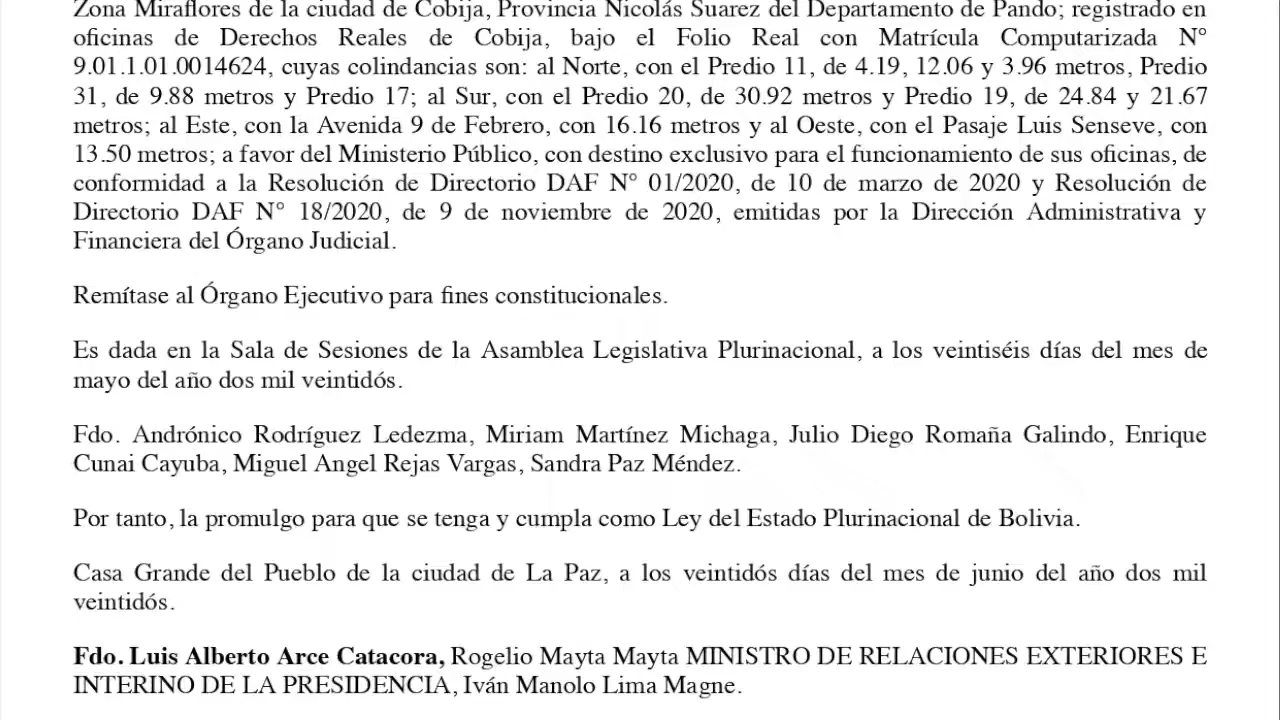 Zona Miraflores de la ciudad de Cobija, Provincia Nicolás Suarez del Departamento de Pando; registrado en
oficinas de Derechos Reales de Cobija, bajo el Folio Real con Matrícula Computarizada N°
9.01.1.01.0014624, cuyas colindancias son: al Norte, con el Predio 11, de 4.19, 12.06 y 3.96 metros, Predio
31, de 9.88 metros y Predio 17; al Sur, con el Predio 20, de 30.92 metros y Predio 19, de 24.84 y 21.67
metros; al Este, con la Avenida 9 de Febrero, con 16.16 metros y al Oeste, con el Pasaje Luis Senseve, con
13.50 metros; a favor del Ministerio Público, con destino exclusivo para el funcionamiento de sus oficinas, de
conformidad a la Resolución de Directorio DAF N° 01/2020, de 10 de marzo de 2020 y Resolución de
Directorio DAF N° 18/2020, de 9 de noviembre de 2020, emitidas por la Dirección Administrativa y
Financiera del Órgano Judicial.
Remítase al Órgano Ejecutivo para fines constitucionales.
Es dada en la Sala de Sesiones de la Asamblea Legislativa Plurinacional, a los veintiséis días del mes de
mayo del año dos mil veintidós.
Fdo. Andrónico Rodríguez Ledezma, Miriam Martínez Michaga, Julio Diego Romaña Galindo, Enrique
Cunai Cayuba, Miguel Angel Rejas Vargas, Sandra Paz Méndez.
Por tanto, la promulgo para que se tenga y cumpla como Ley del Estado Plurinacional de Bolivia.
Casa Grande del Pueblo de la ciudad de La Paz, a los veintidós días del mes de junio del año dos mil
veintidós.
Fdo. Luis Alberto Arce Catacora, Rogelio Mayta Mayta MINISTRO DE RELACIONES EXTERIORES E
INTERINO DE LA PRESIDENCIA, Iván Manolo Lima Magne.